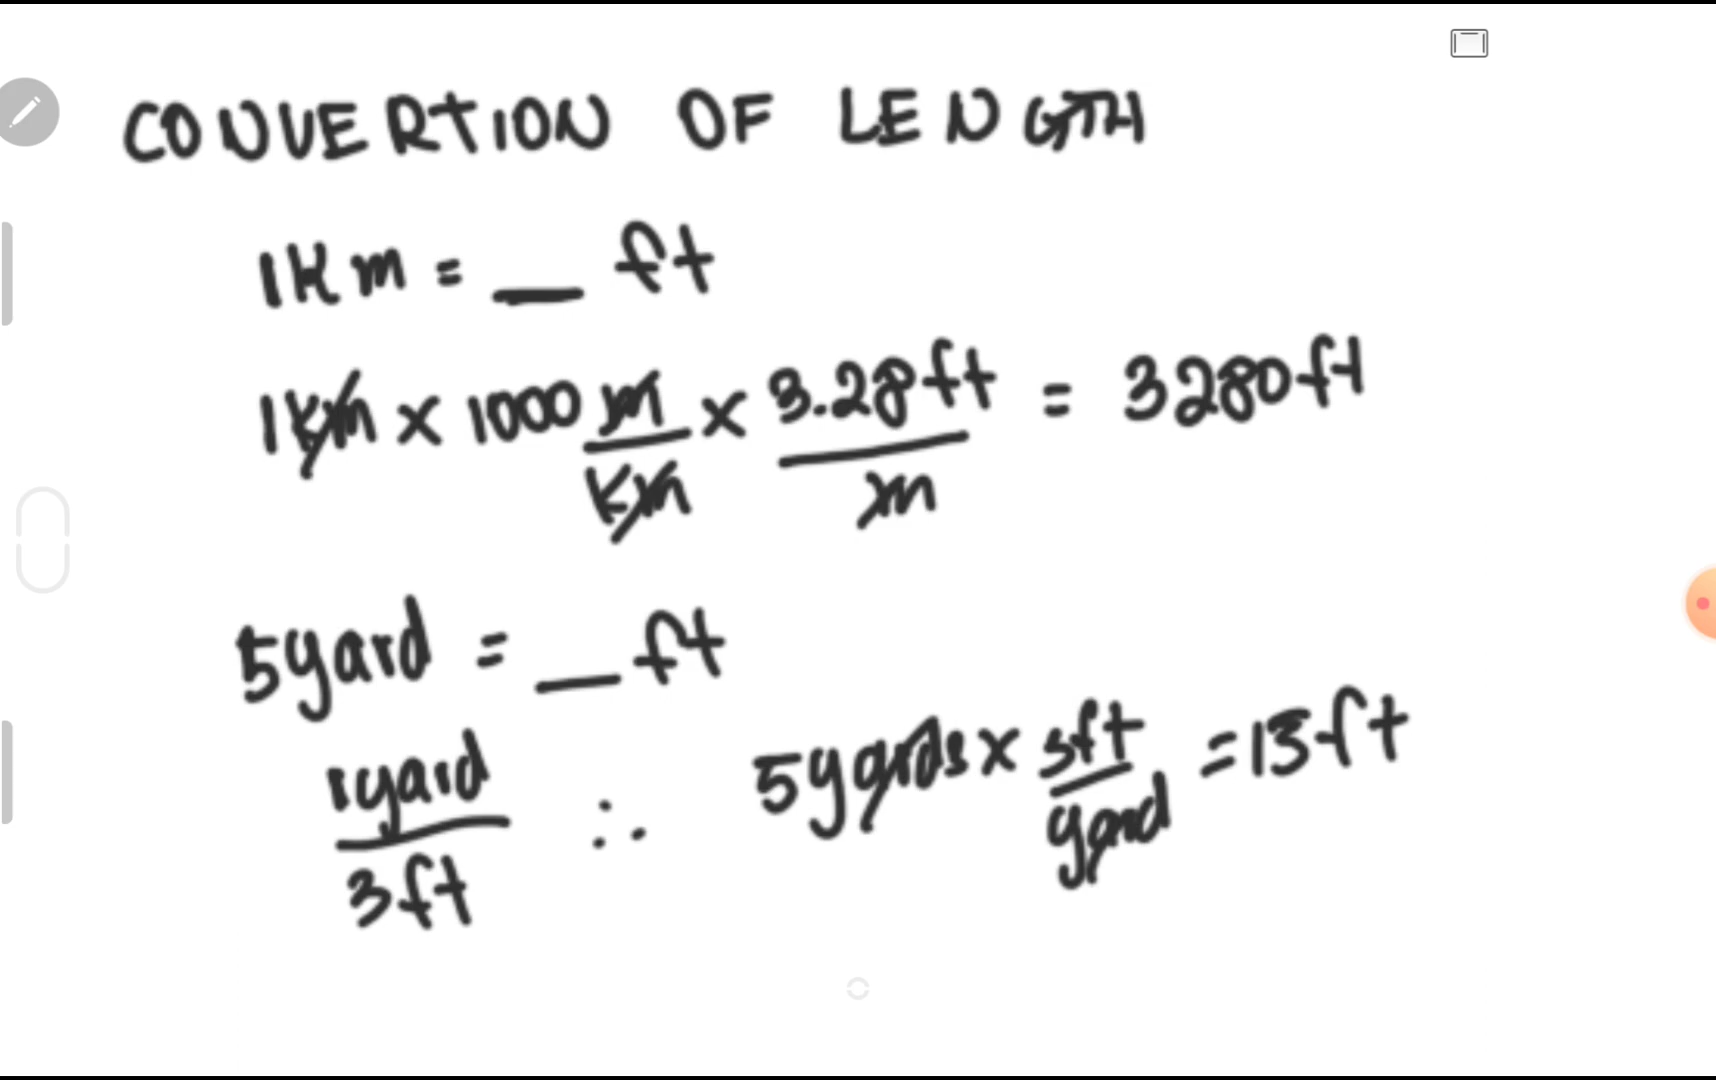 CONVERTION OF LENGTH
1Km = __ ft
1km x 1000 m/km x 3.28ft/m = 3280ft
5yard = __ ft
1yard/3ft ∴ 5yards x 3ft/yard = 13ft